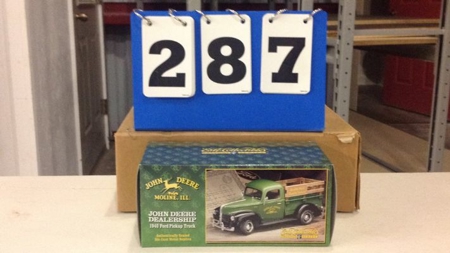 287
JOHN DEERE
MOLINE, ILL.
JOHN DEERE
DEALERSHIP
1940 Ford Pickup Truck